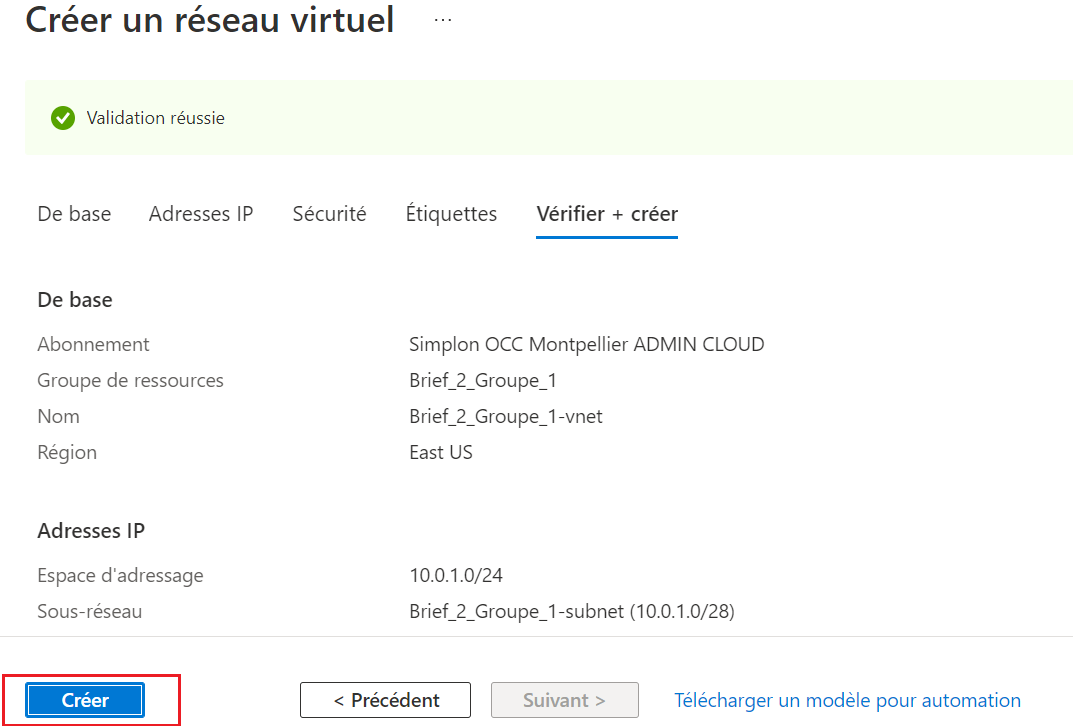 Créer un réseau virtuel ...
Validation réussie
De base Adresses IP Sécurité Étiquettes Vérifier + créer
De base
Abonnement Simplon OCC Montpellier ADMIN CLOUD
Groupe de ressources Brief_2_Groupe_1
Nom Brief_2_Groupe_1-vnet
Région East US
Adresses IP
Espace d'adressage 10.0.1.0/24
Sous-réseau Brief_2_Groupe_1-subnet (10.0.1.0/28)
Créer < Précédent Suivant > Télécharger un modèle pour automation